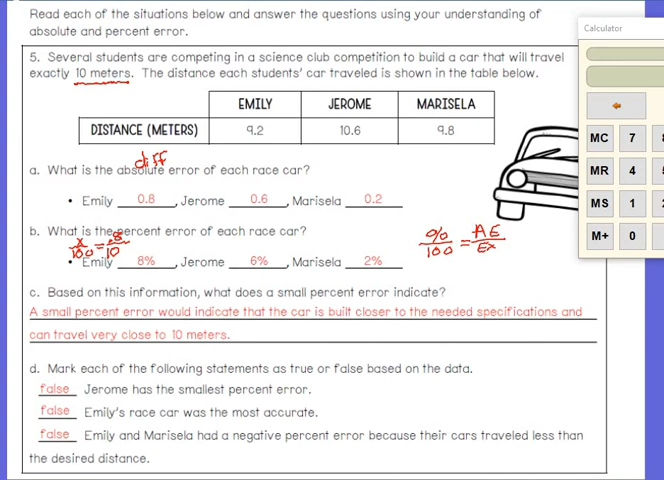 Read each of the situations below and answer the questions using your understanding of
absolute and percent error.
Calculator
5. Several students are competing in a science club competition to build a car that will travel
exactly 10 meters. The distance each students' car traveled is shown in the table below.
EMILY JEROME MARISELA
DISTANCE (METERS) 9.2 10.6 9.8
MC 7 8
MR 4 5
MS 1 2
M+ 0
diff
a. What is the absolute error of each race car?
• Emily 0.8, Jerome 0.6, Marisela 0.2
b. What is the percent error of each race car?
x/100 = .8/10
%/100 = AE/Ex
• Emily 8%, Jerome 6%, Marisela 2%
c. Based on this information, what does a small percent error indicate?
A small percent error would indicate that the car is built closer to the needed specifications and
can travel very close to 10 meters.
d. Mark each of the following statements as true or false based on the data.
false Jerome has the smallest percent error.
false Emily's race car was the most accurate.
false Emily and Marisela had a negative percent error because their cars traveled less than
the desired distance.